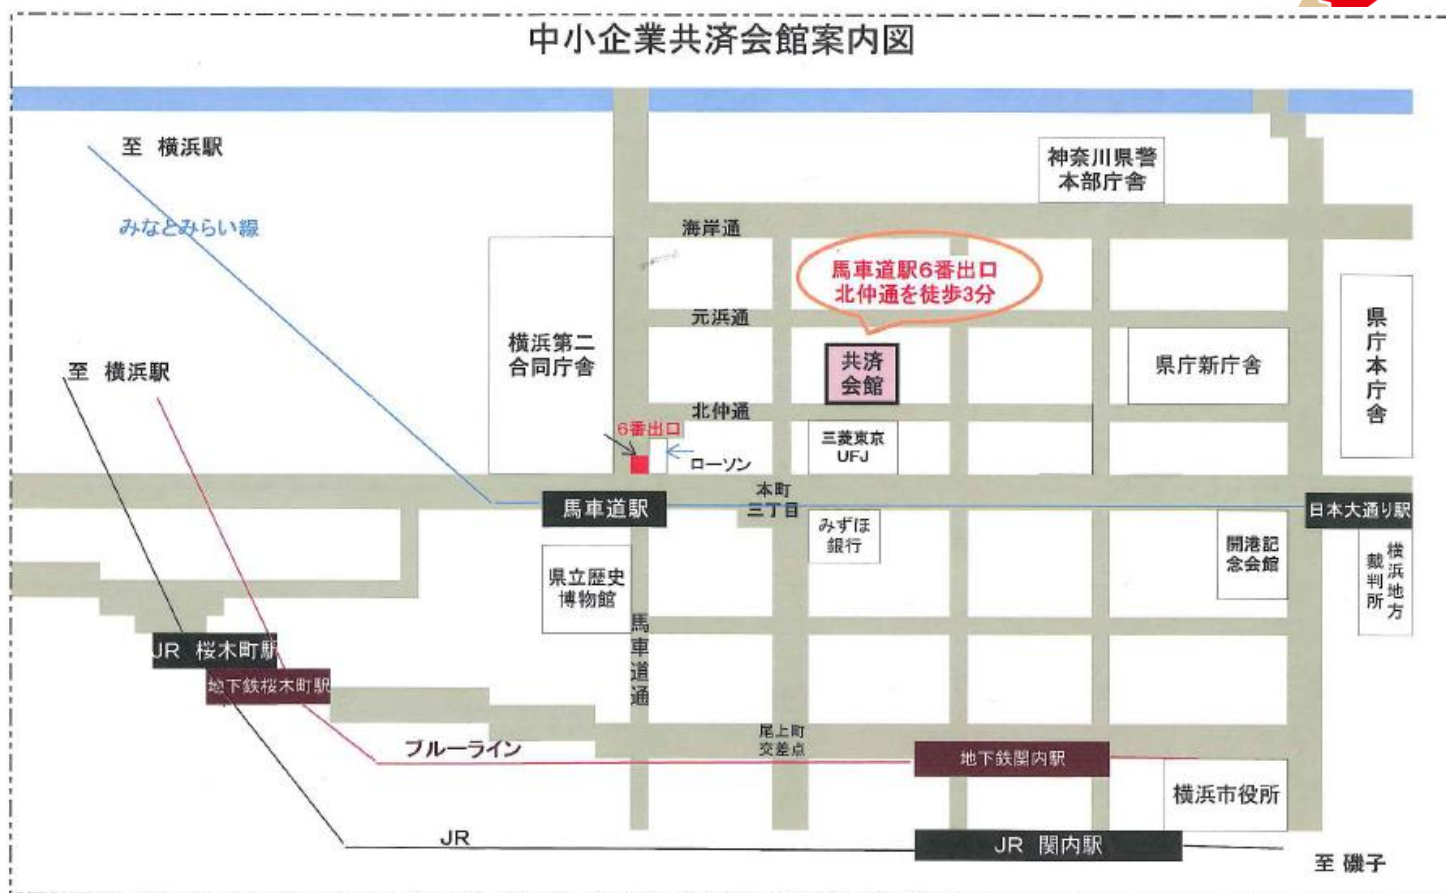 中小企業共済会館案内図
至 横浜駅
神奈川県警
本部庁舎
みなとみらい線
海岸通
馬車道駅6番出口
北仲通を徒歩3分
元浜通
横浜第二
合同庁舎
共済
会館
県庁新庁舎
県庁本庁舎
至 横浜駅
北仲通
6番出口
ローソン
三菱東京
UFJ
本町
三丁目
馬車道駅
日本大通り駅
みずほ
銀行
開港記
念会館
横浜地方
裁判所
県立歴史
博物館
馬車道通
JR 桜木町駅
地下鉄桜木町駅
ブルーライン
尾上町
交差点
地下鉄関内駅
横浜市役所
JR
JR 関内駅
至 磯子